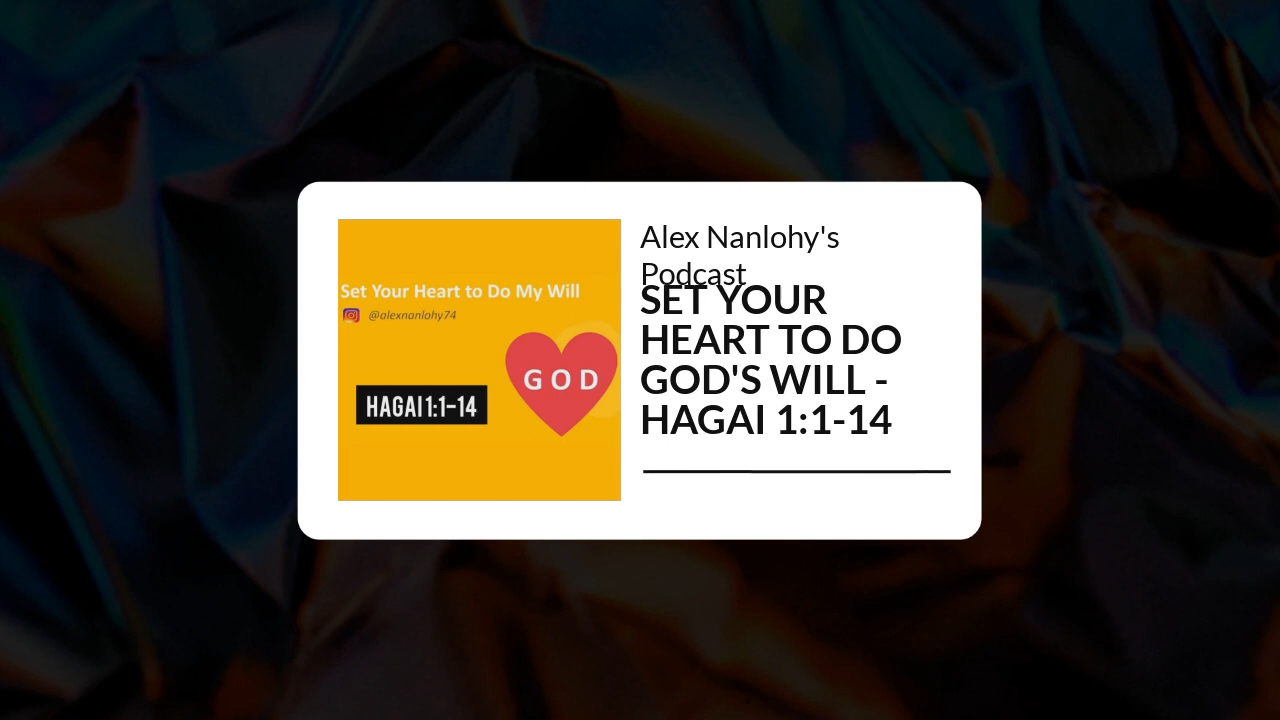 Set Your Heart to Do My Will
@alexnanlohy74
GOD
HAGAI 1:1-14
Alex Nanlohy's
Podcast
SET YOUR
HEART TO DO
GOD'S WILL -
HAGAI 1:1-14